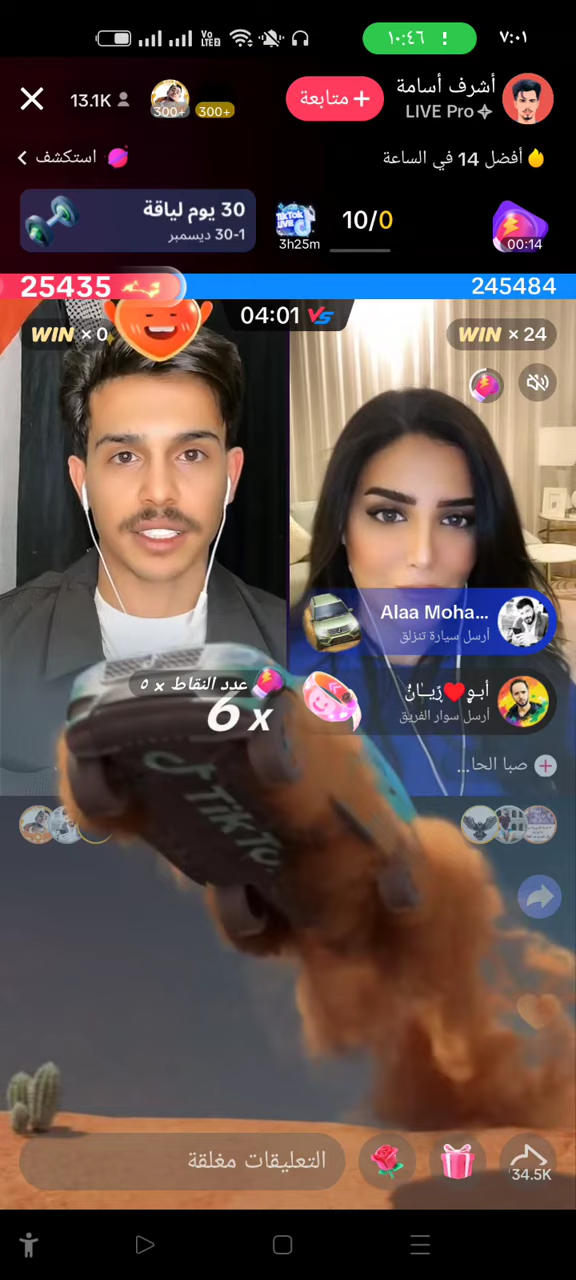 ٧:٠١
١٠:٤٦
Vo LTE2
أشرف أسامة
LIVE Pro
+ متابعة
300+
300+
13.1K
أفضل 14 في الساعة
استكشف
30 يوم لياقة
1-30 ديسمبر
TikTok LIVE
3h25m
10/0
00:14
25435
245484
WIN × 0
04:01 VS
WIN × 24
Alaa Moha...
أرسل سيارة تنزلق
أرسل سوار الفريق
عدد النقاط × ٥
6 x
صبا الحا...
TikTo
التعليقات مغلقة
34.5K